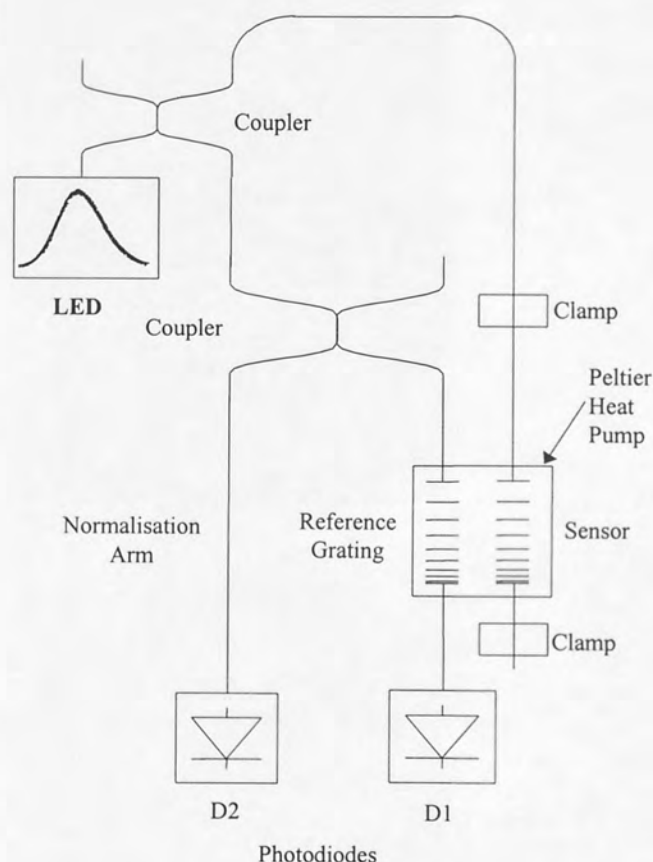 Coupler
LED
Coupler
Clamp
Peltier
Heat
Pump
Normalisation
Arm
Reference
Grating
Sensor
Clamp
D2
D1
Photodiodes